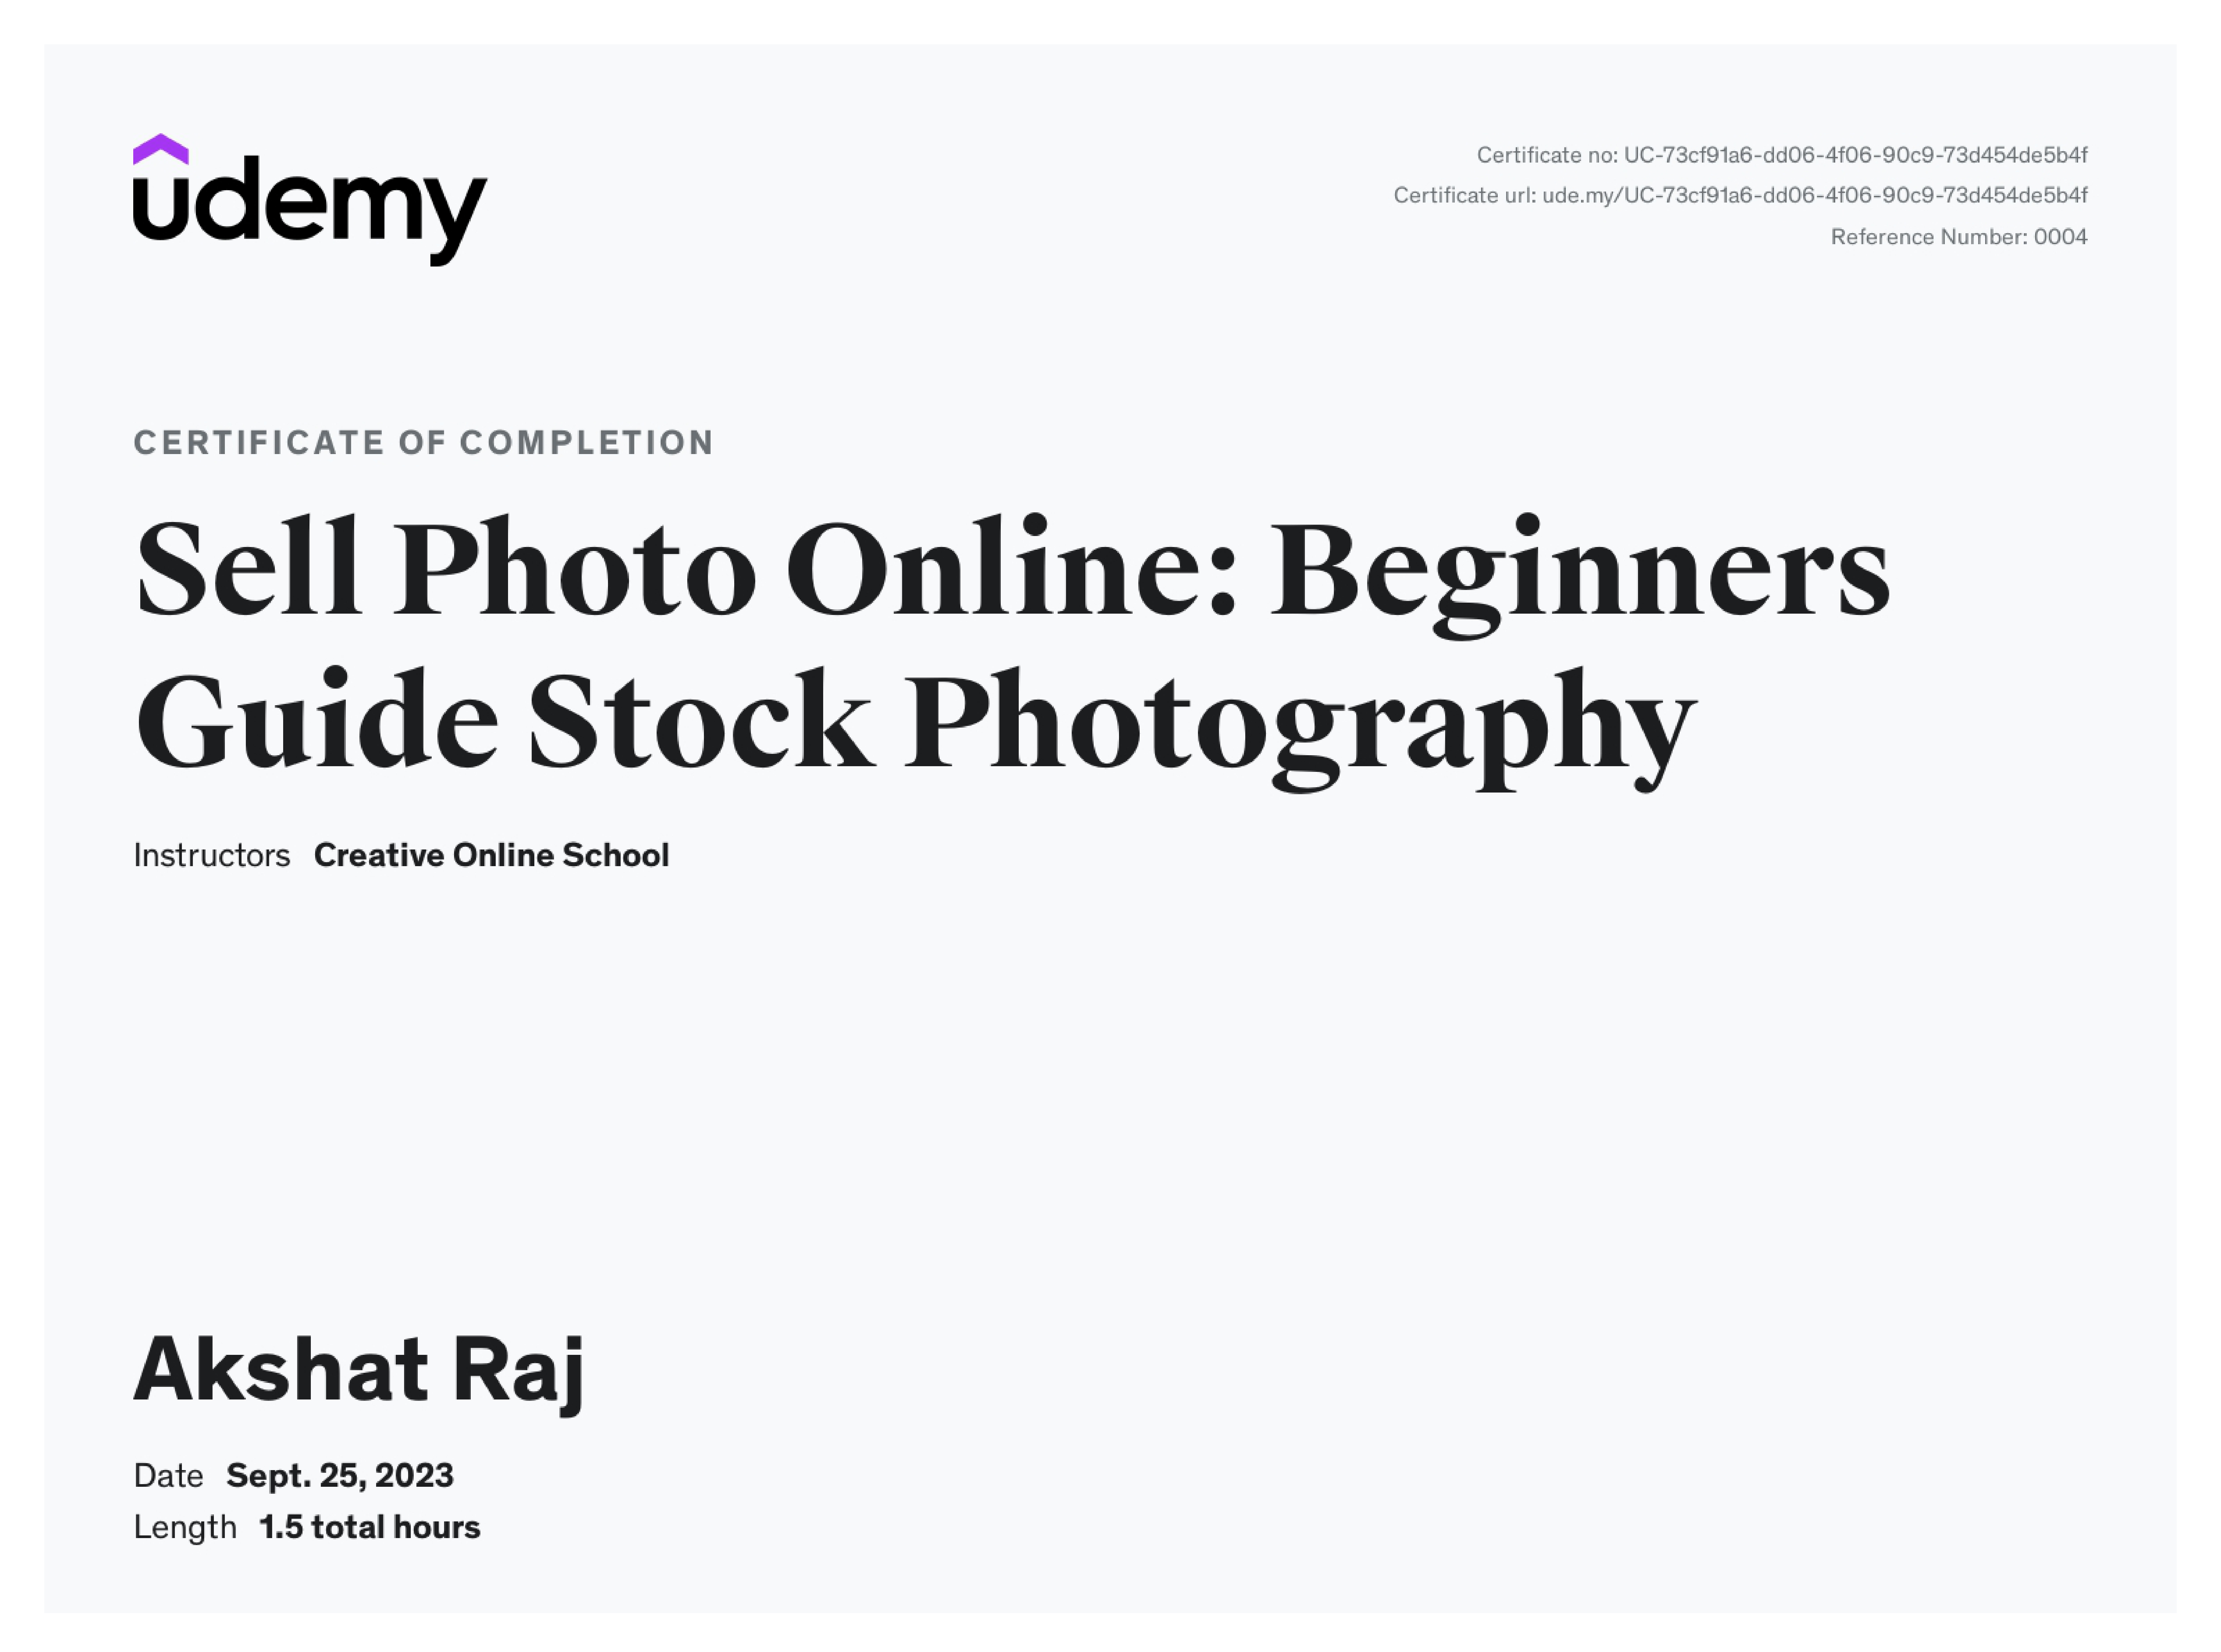 udemy
Certificate no: UC-73cf91a6-dd06-4f06-90c9-73d454de5b4f
Certificate url: ude.my/UC-73cf91a6-dd06-4f06-90c9-73d454de5b4f
Reference Number: 0004
CERTIFICATE OF COMPLETION
Sell Photo Online: Beginners
Guide Stock Photography
Instructors Creative Online School
Akshat Raj
Date Sept. 25, 2023
Length 1.5 total hours